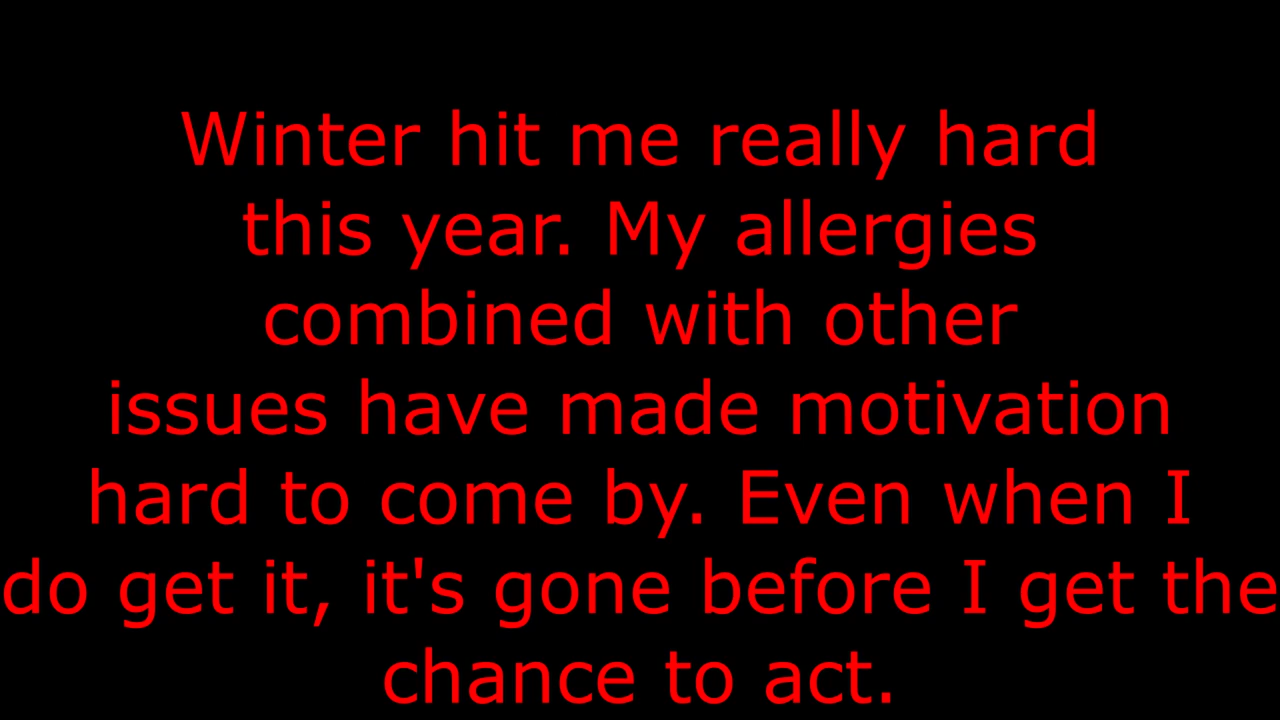 Winter hit me really hard
this year. My allergies
combined with other
issues have made motivation
hard to come by. Even when I
do get it, it's gone before I get the
chance to act.